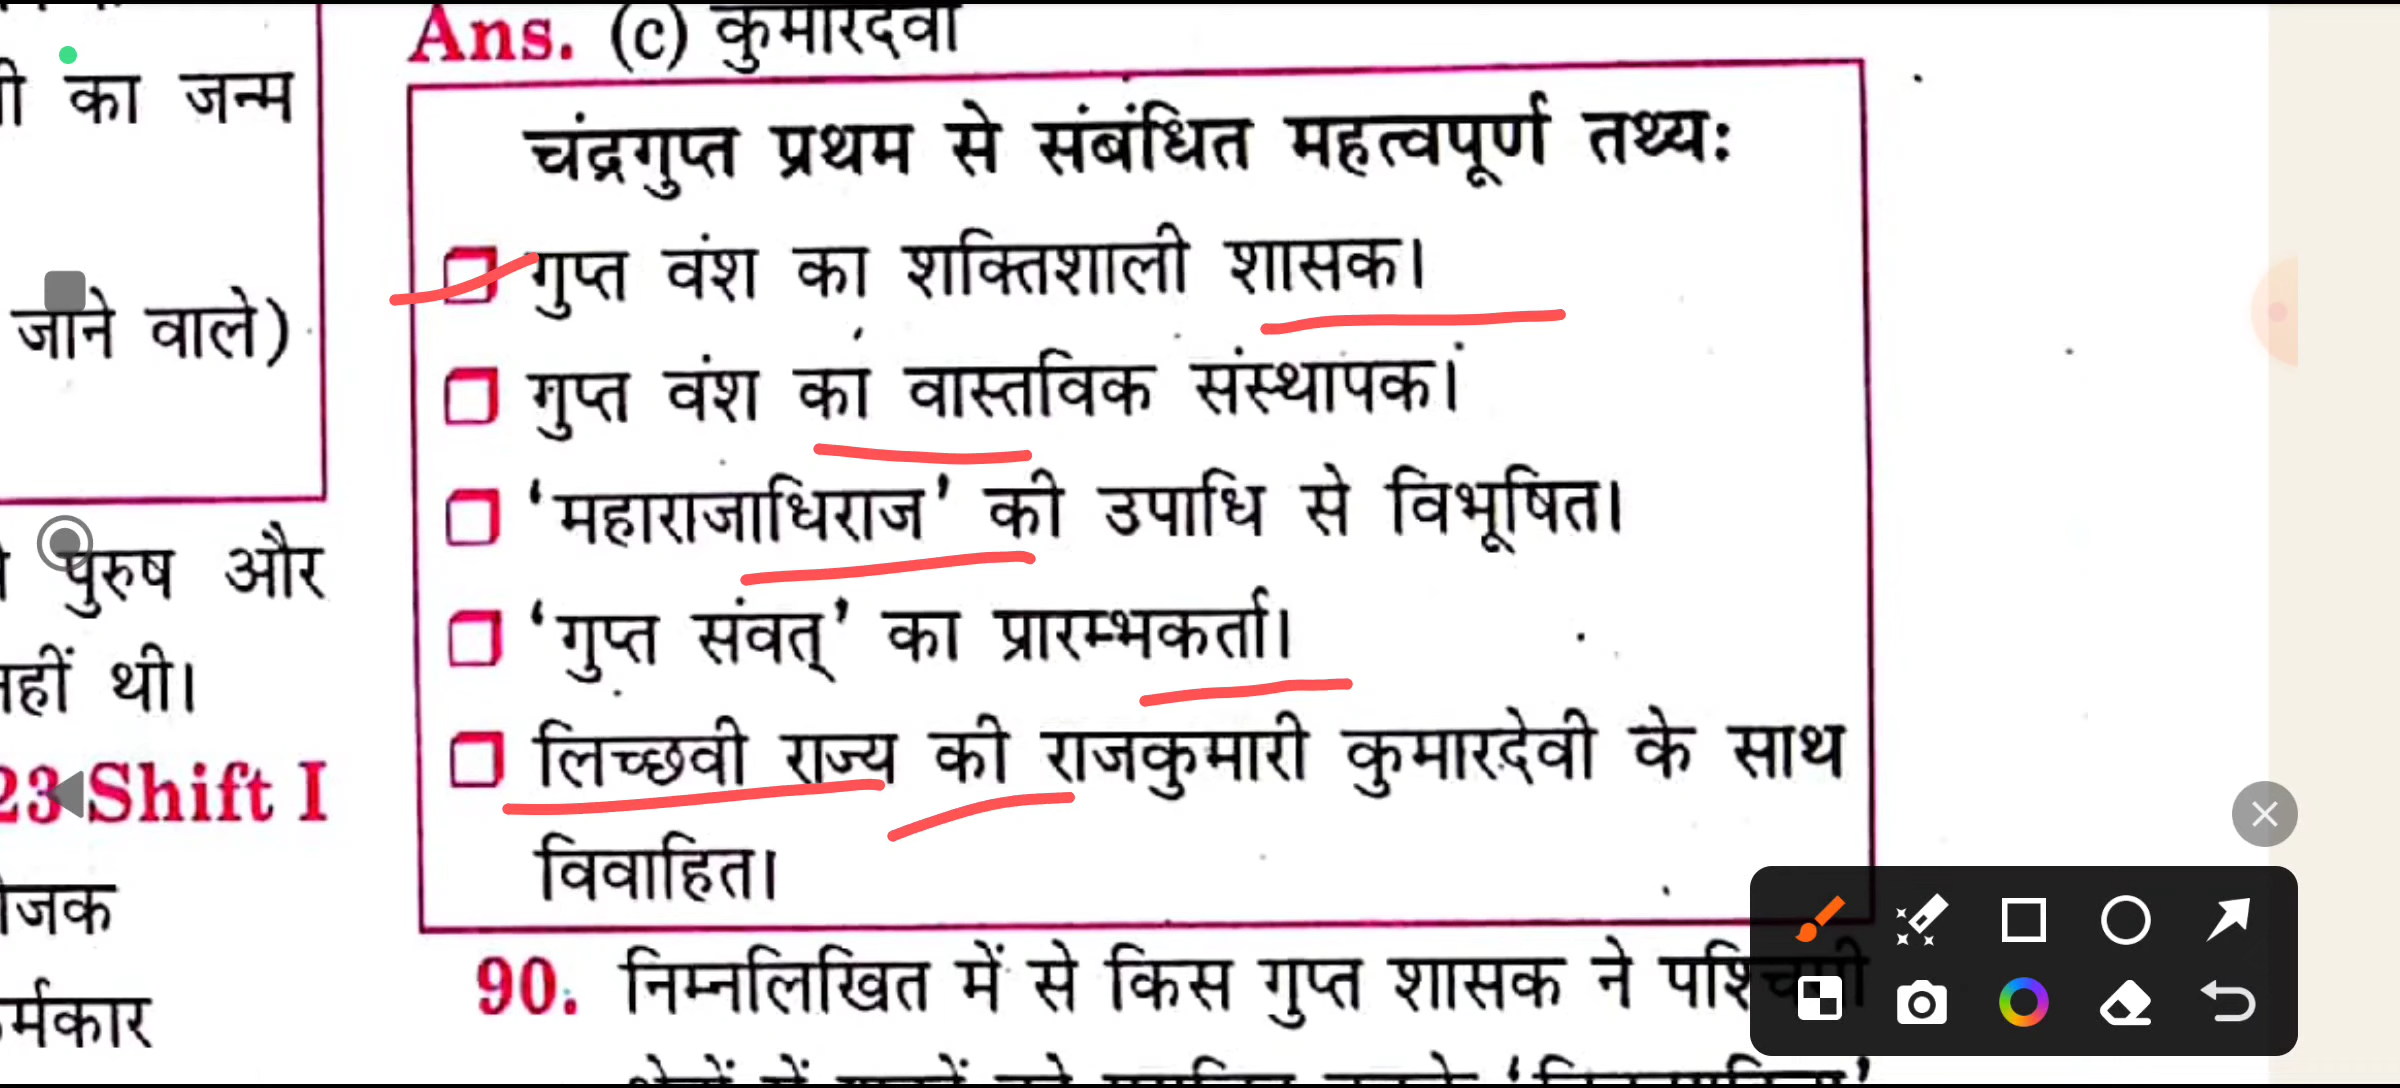 Ans. (c) कुमारदेवी
ी का जन्म
चंद्रगुप्त प्रथम से संबंधित महत्वपूर्ण तथ्यः
गुप्त वंश का शक्तिशाली शासक।
जाने वाले)
गुप्त वंश का वास्तविक संस्थापक।
'महाराजाधिराज' की उपाधि से विभूषित।
पुरुष और
'गुप्त संवत्' का प्रारम्भकर्ता।
नहीं थी।
लिच्छवी राज्य की राजकुमारी कुमारदेवी के साथ
23 Shift I
विवाहित।
जक
र्मकार
90. निम्नलिखित में से किस गुप्त शासक ने पश्चिमी